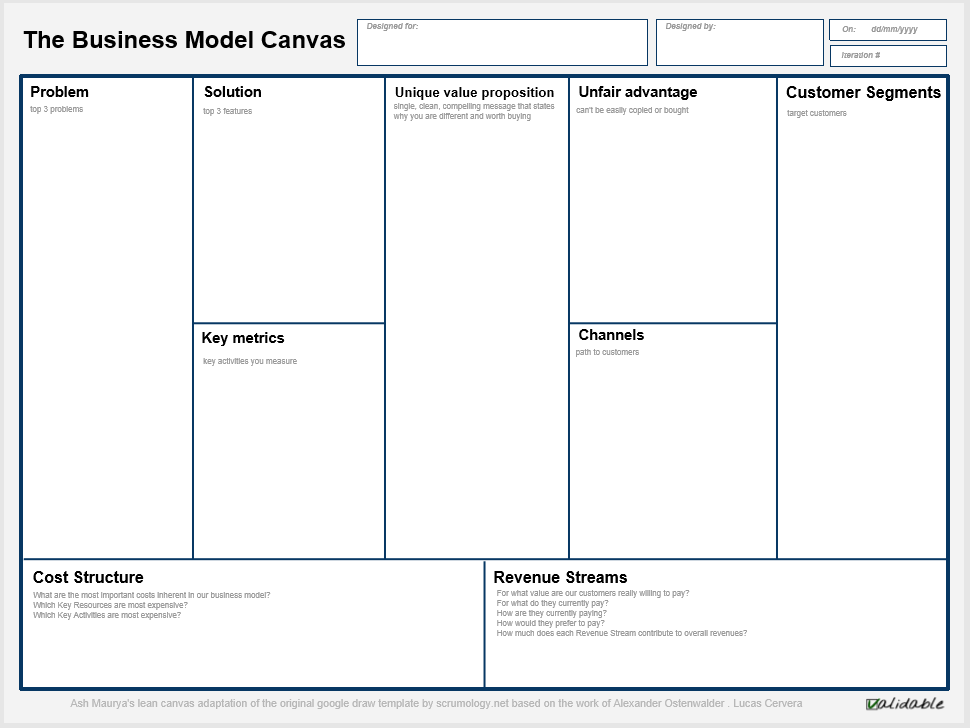 The Business Model Canvas
Designed for:
Designed by:
On: dd/mm/yyyy
Iteration #
Problem
top 3 problems
Solution
top 3 features
Key metrics
key activities you measure
Unique value proposition
single, clean, compelling message that states
why you are different and worth buying
Unfair advantage
can't be easily copied or bought
Channels
path to customers
Customer Segments
target customers
Cost Structure
What are the most important costs inherent in our business model?
Which Key Resources are most expensive?
Which Key Activities are most expensive?
Revenue Streams
For what value are our customers really willing to pay?
For what do they currently pay?
How are they currently paying?
How would they prefer to pay?
How much does each Revenue Stream contribute to overall revenues?
Ash Maurya's lean canvas adaptation of the original google draw template by scrumology.net based on the work of Alexander Ostenwalder . Lucas Cervera
Validable